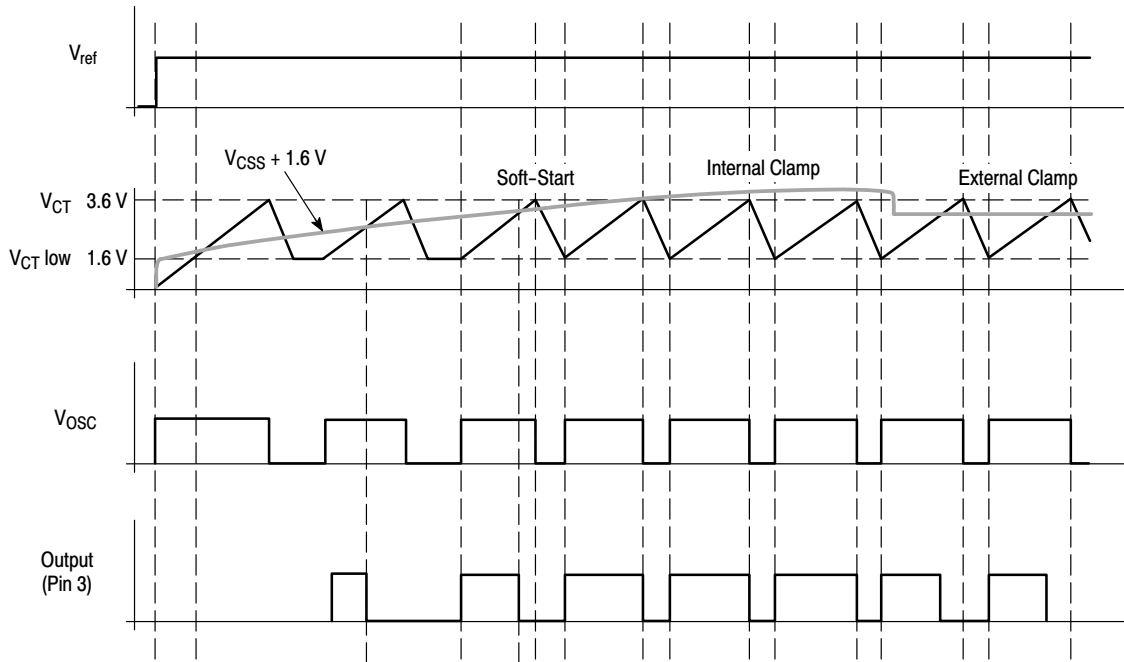 Vref
VCSS + 1.6 V
Soft–Start
Internal Clamp
External Clamp
VCT 3.6 V
VCT low 1.6 V
VOSC
Output
(Pin 3)